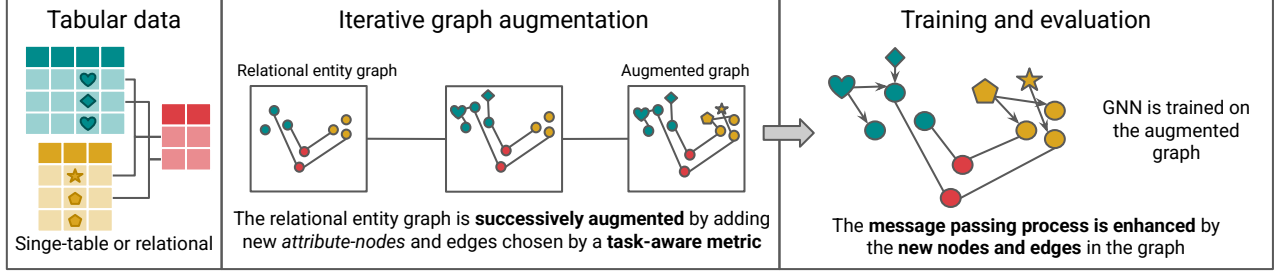 Tabular data
Singe-table or relational
Iterative graph augmentation
Relational entity graph
Augmented graph
The relational entity graph is successively augmented by adding
new attribute-nodes and edges chosen by a task-aware metric
Training and evaluation
GNN is trained on
the augmented
graph
The message passing process is enhanced by
the new nodes and edges in the graph